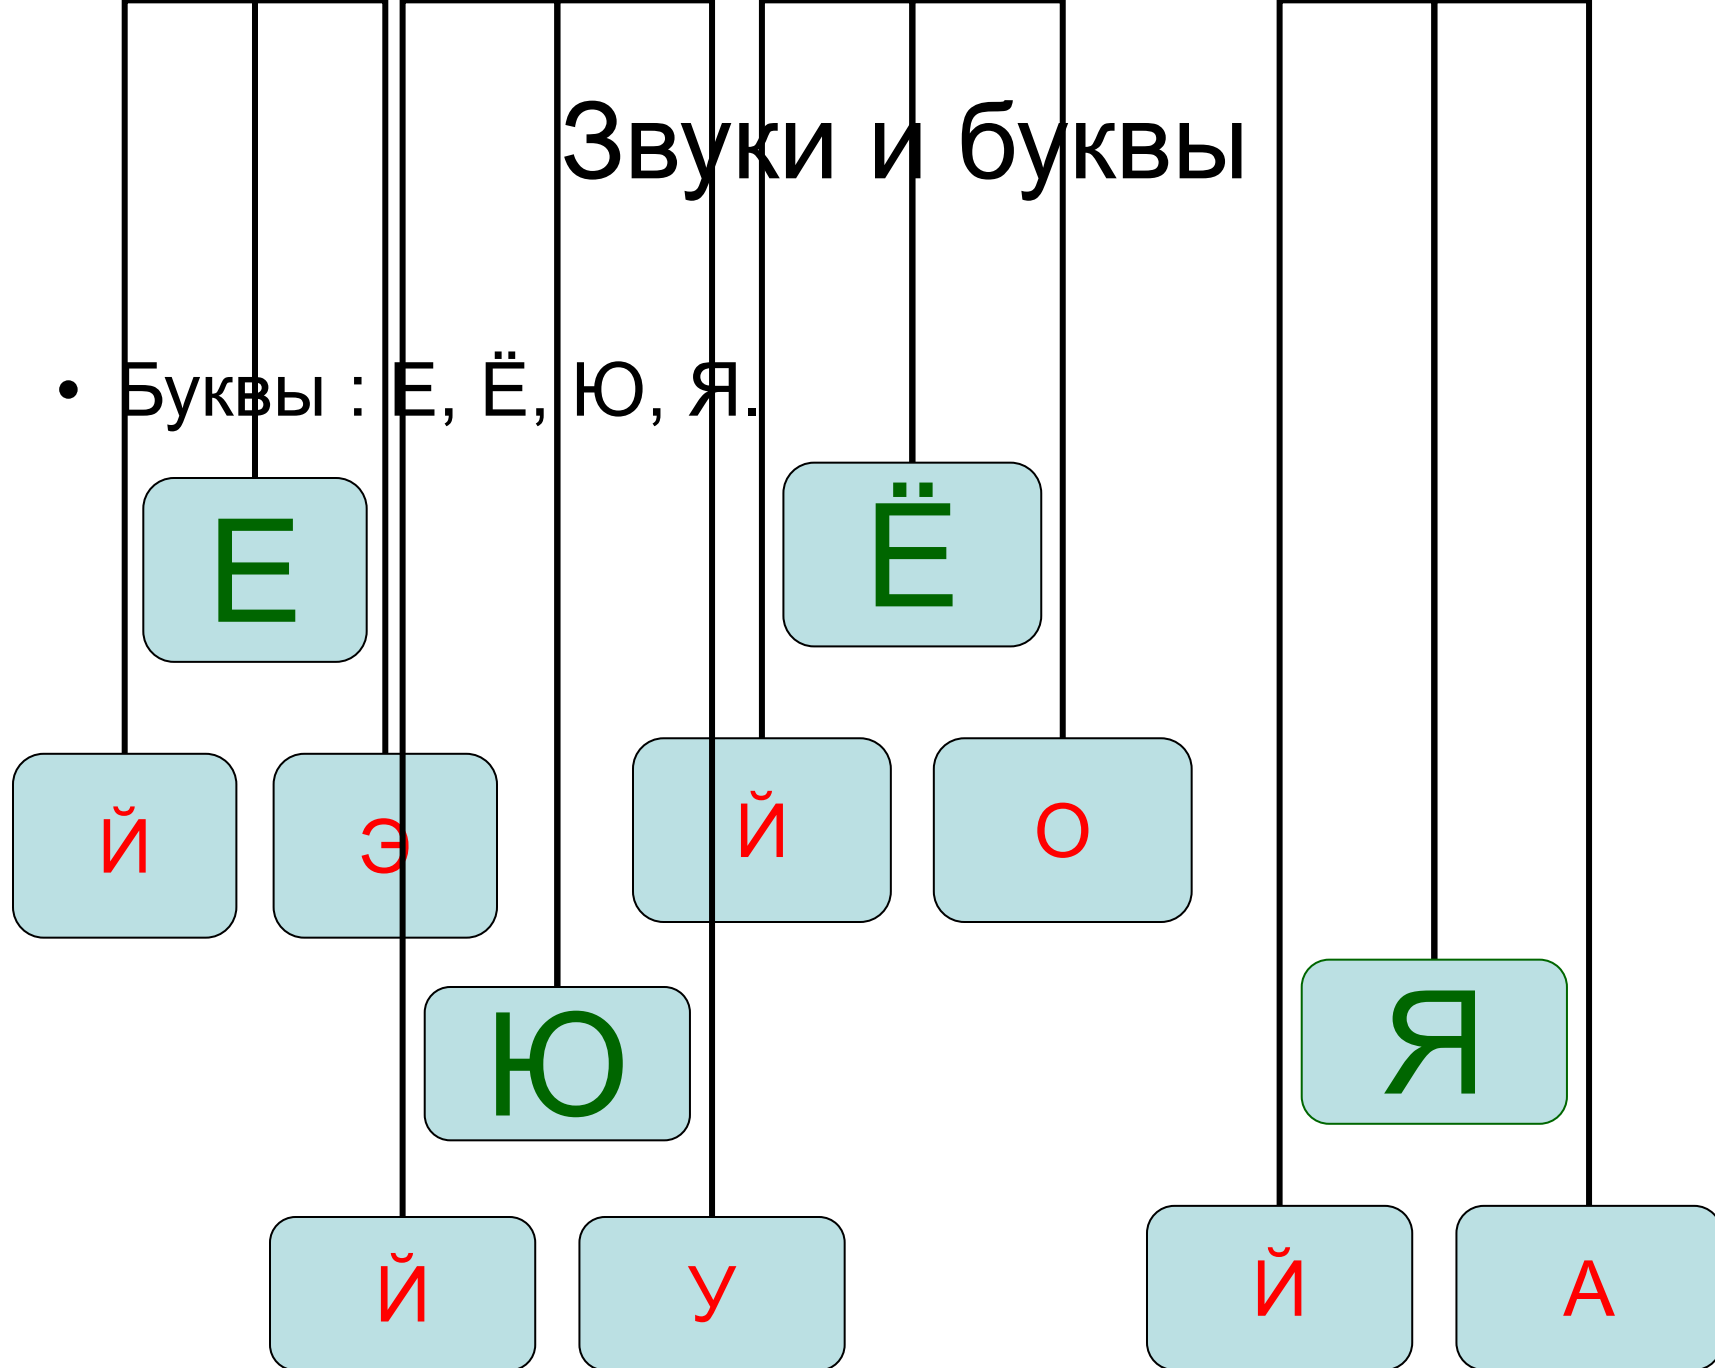 Звуки и буквы
• Буквы : Е, Ё, Ю, Я.
Е
Ё
Й
Э
Й
О
Ю
Я
Й
У
Й
А